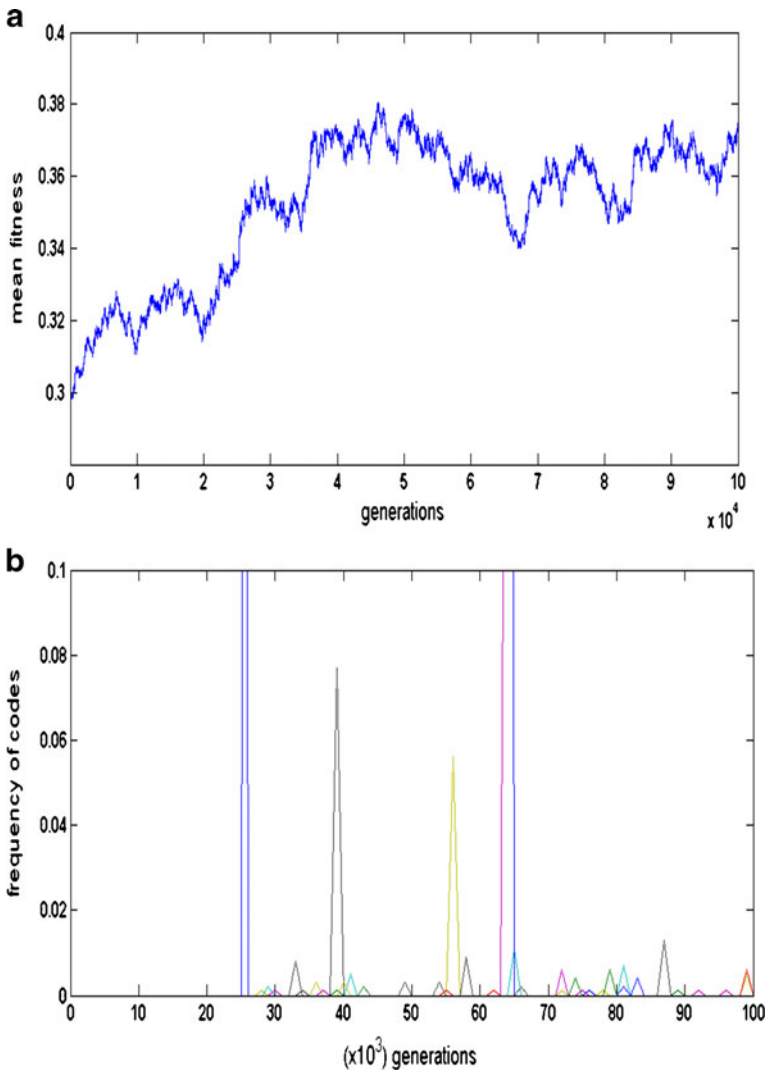 a
0.4
0.38
0.36
0.34
0.32
0.3
mean fitness
0 1 2 3 4 5 6 7 8 9 10
generations
x 10^4
b
0.1
0.08
0.06
0.04
0.02
0
frequency of codes
0 10 20 30 40 50 60 70 80 90 100
(x10^3) generations